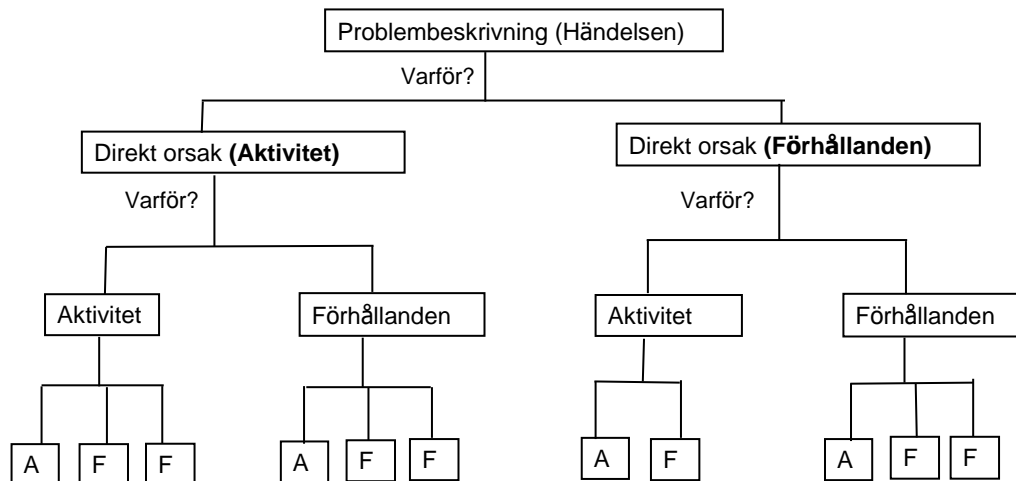 Problembeskrivning (Händelsen)
Varför?
Direkt orsak (Aktivitet)
Direkt orsak (Förhållanden)
Varför?
Varför?
Aktivitet
Förhållanden
Aktivitet
Förhållanden
A
F
F
A
F
F
A
F
A
F
F